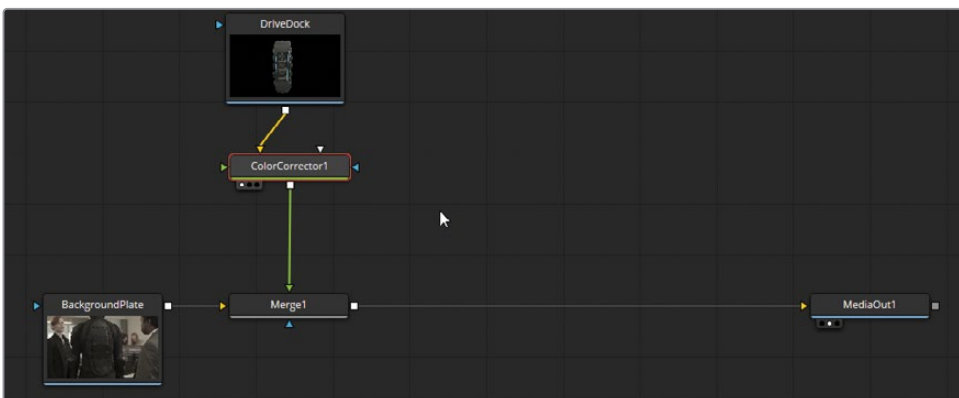 DriveDock
ColorCorrector1
BackgroundPlate
Merge1
MediaOut1